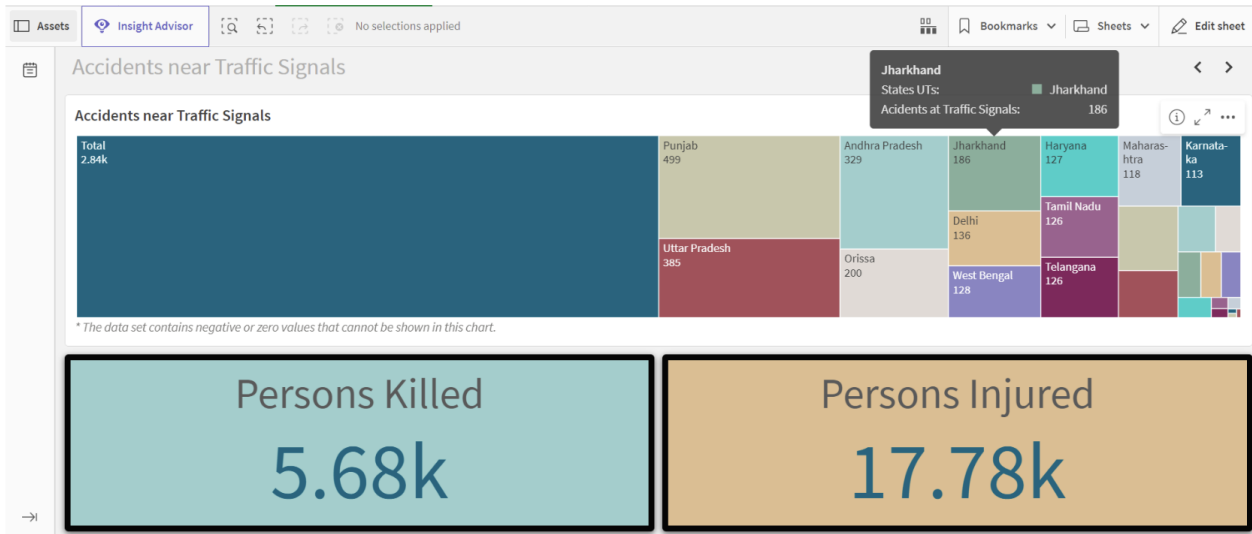 Assets
Insight Advisor
No selections applied
Bookmarks
Sheets
Edit sheet
Accidents near Traffic Signals
Jharkhand
States UTs: Jharkhand
Acidents at Traffic Signals: 186
Accidents near Traffic Signals
Total
2.84k
Punjab
499
Uttar Pradesh
385
Andhra Pradesh
329
Orissa
200
Jharkhand
186
Delhi
136
West Bengal
128
Haryana
127
Tamil Nadu
126
Telangana
126
Maharas-
htra
118
Karnata-
ka
113
* The data set contains negative or zero values that cannot be shown in this chart.
Persons Killed
5.68k
Persons Injured
17.78k